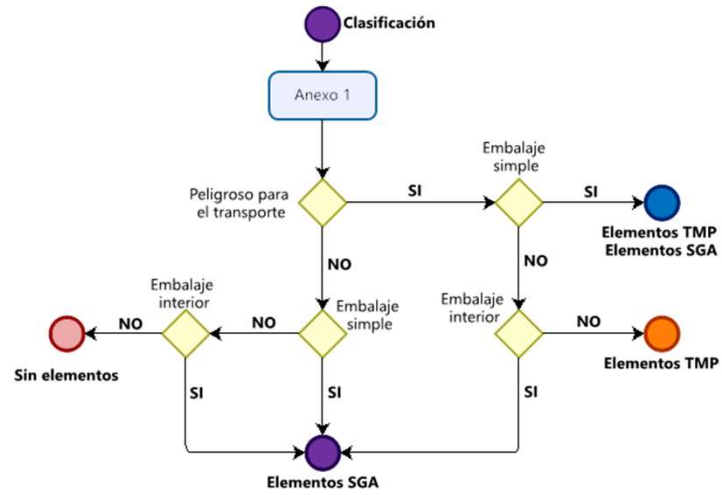 Clasificación
Anexo 1
Embalaje
simple
Peligroso para
el transporte
SI
SI
Elementos TMP
Elementos SGA
NO
NO
Embalaje
interior
Embalaje
simple
Embalaje
interior
NO
NO
NO
Sin elementos
Elementos TMP
SI
SI
SI
Elementos SGA